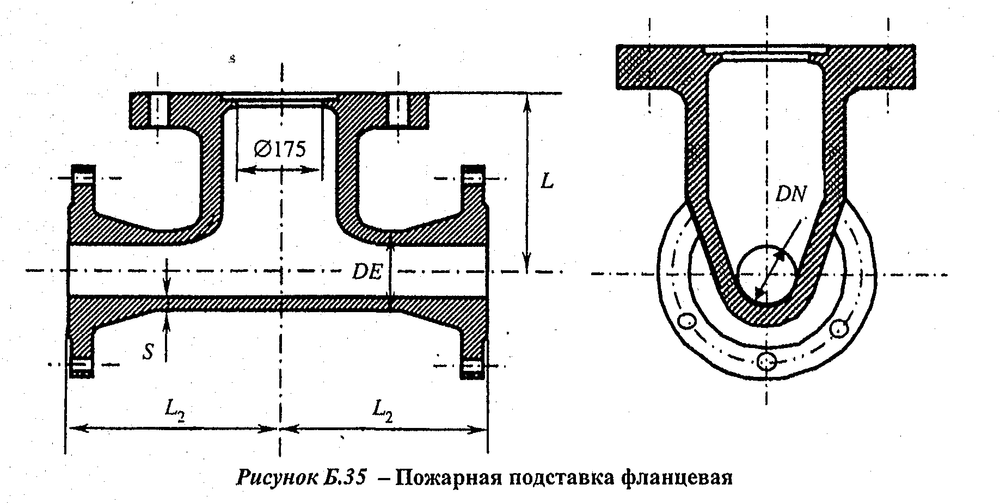 s
Ø175
L
DN
DE
S
L₂
L₂
Рисунок Б.35 – Пожарная подставка фланцевая